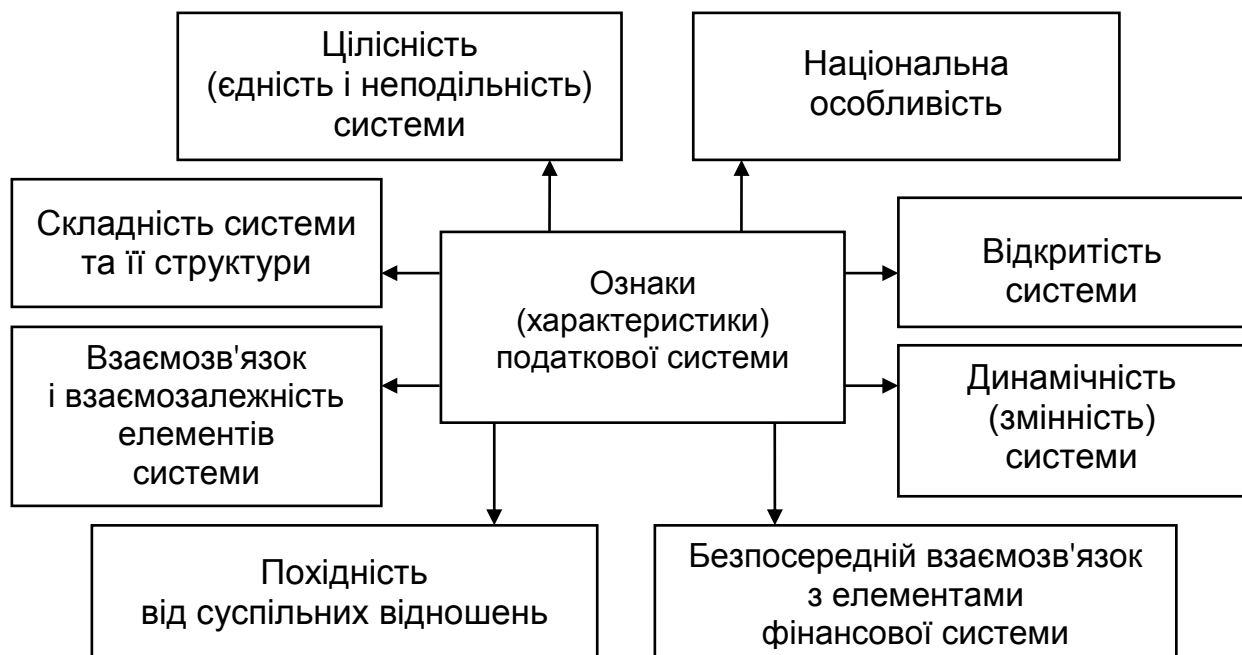 Цілісність
(єдність і неподільність)
системи
Національна
особливість
Складність системи
та її структури
Ознаки
(характеристики)
податкової системи
Відкритість
системи
Взаємозв'язок
і взаємозалежність
елементів
системи
Динамічність
(змінність)
системи
Похідність
від суспільних відношень
Безпосередній взаємозв'язок
з елементами
фінансової системи